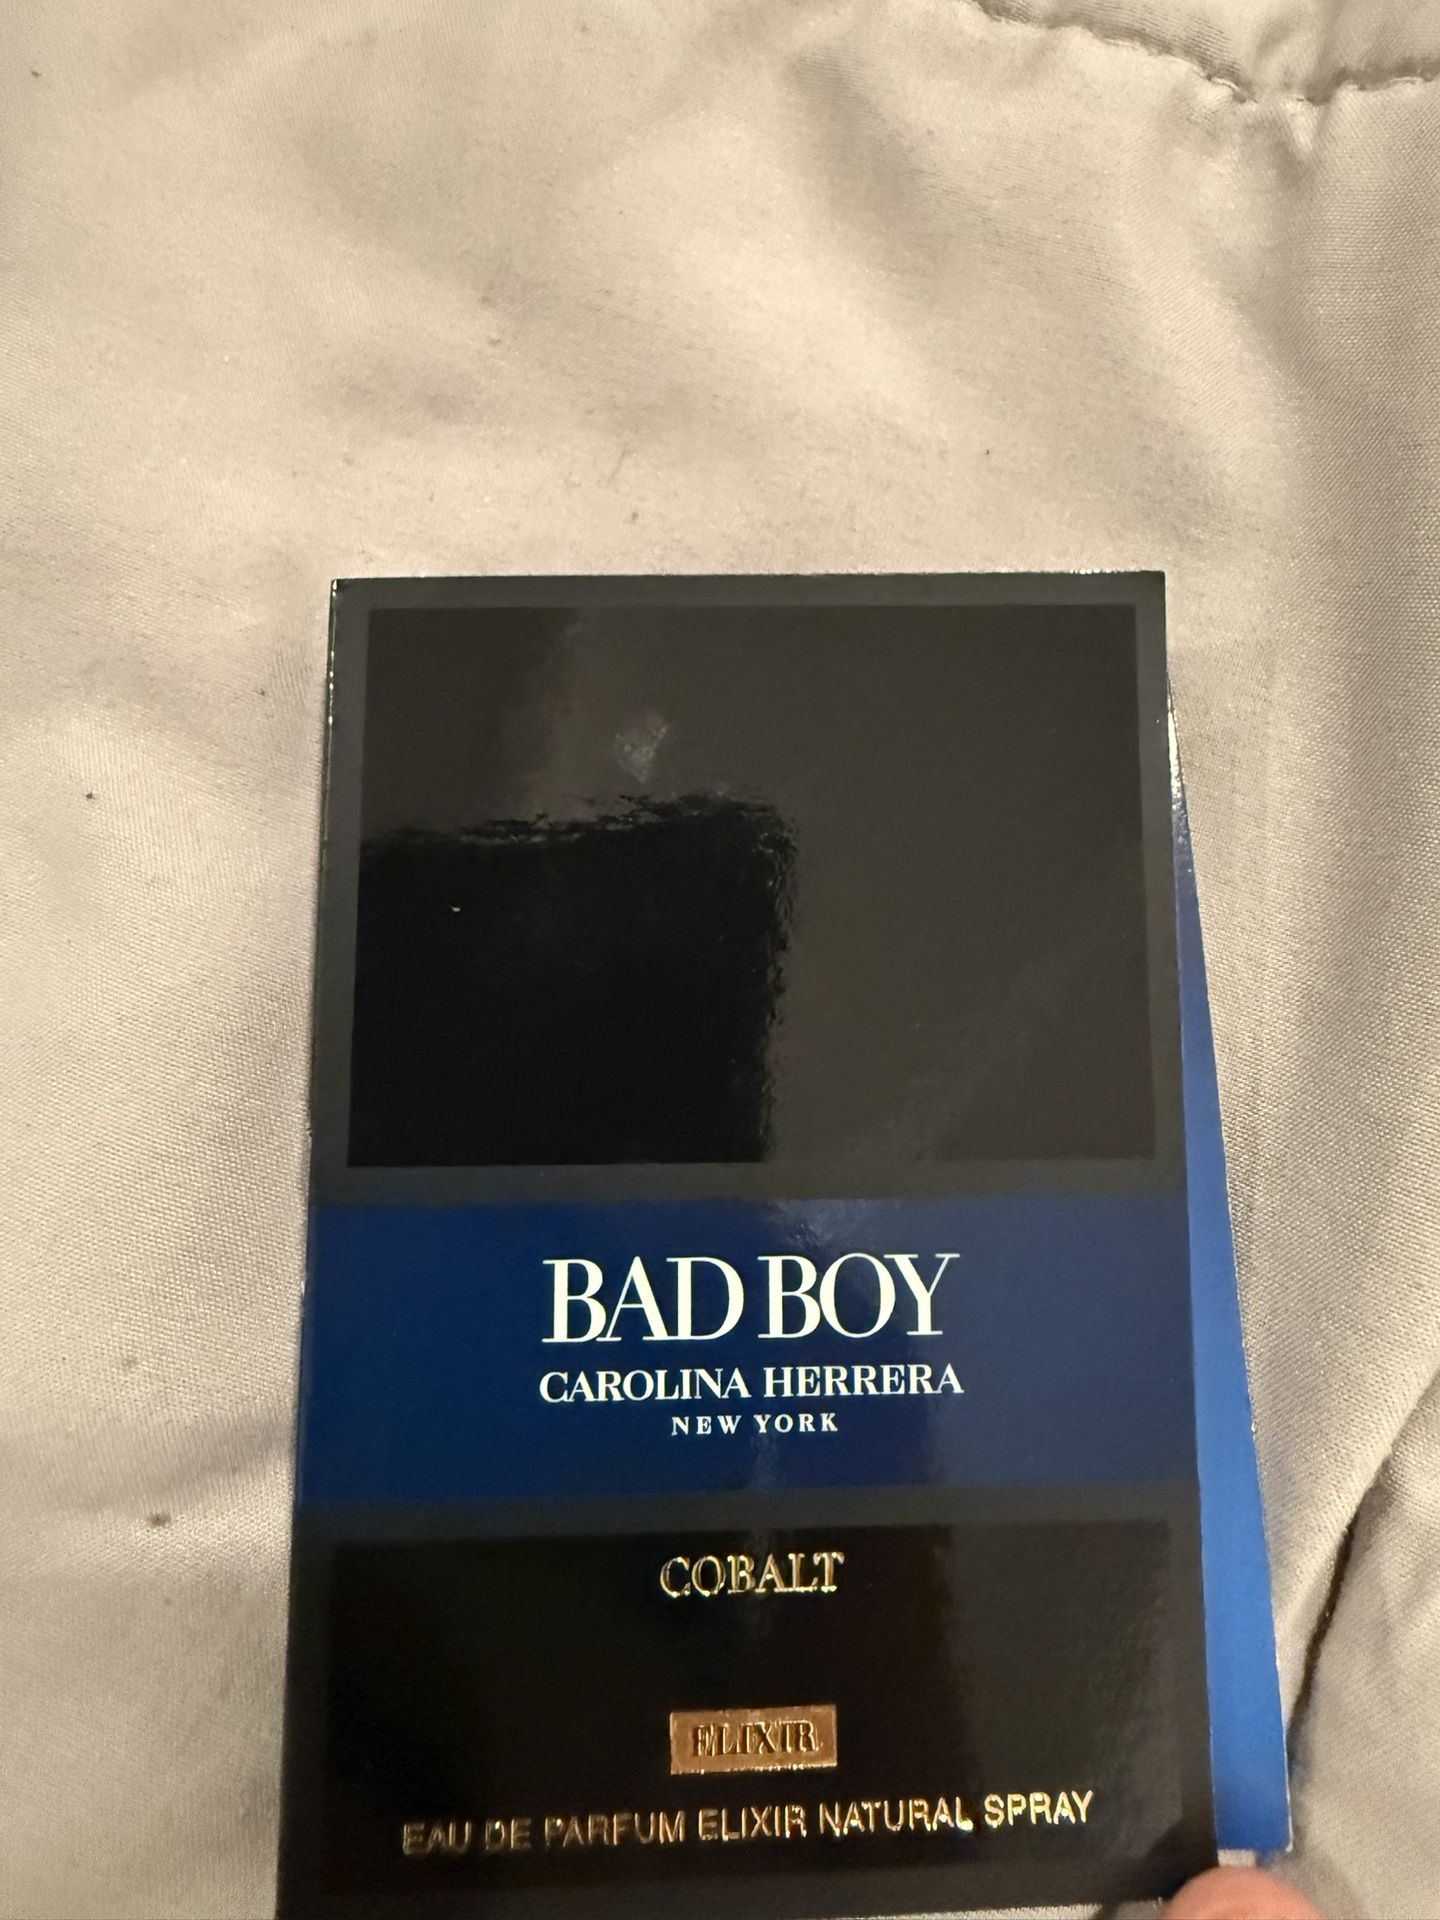 BAD BOY
CAROLINA HERRERA
NEW YORK
COBALT
ELIXIR
EAU DE PARFUM ELIXIR NATURAL SPRAY